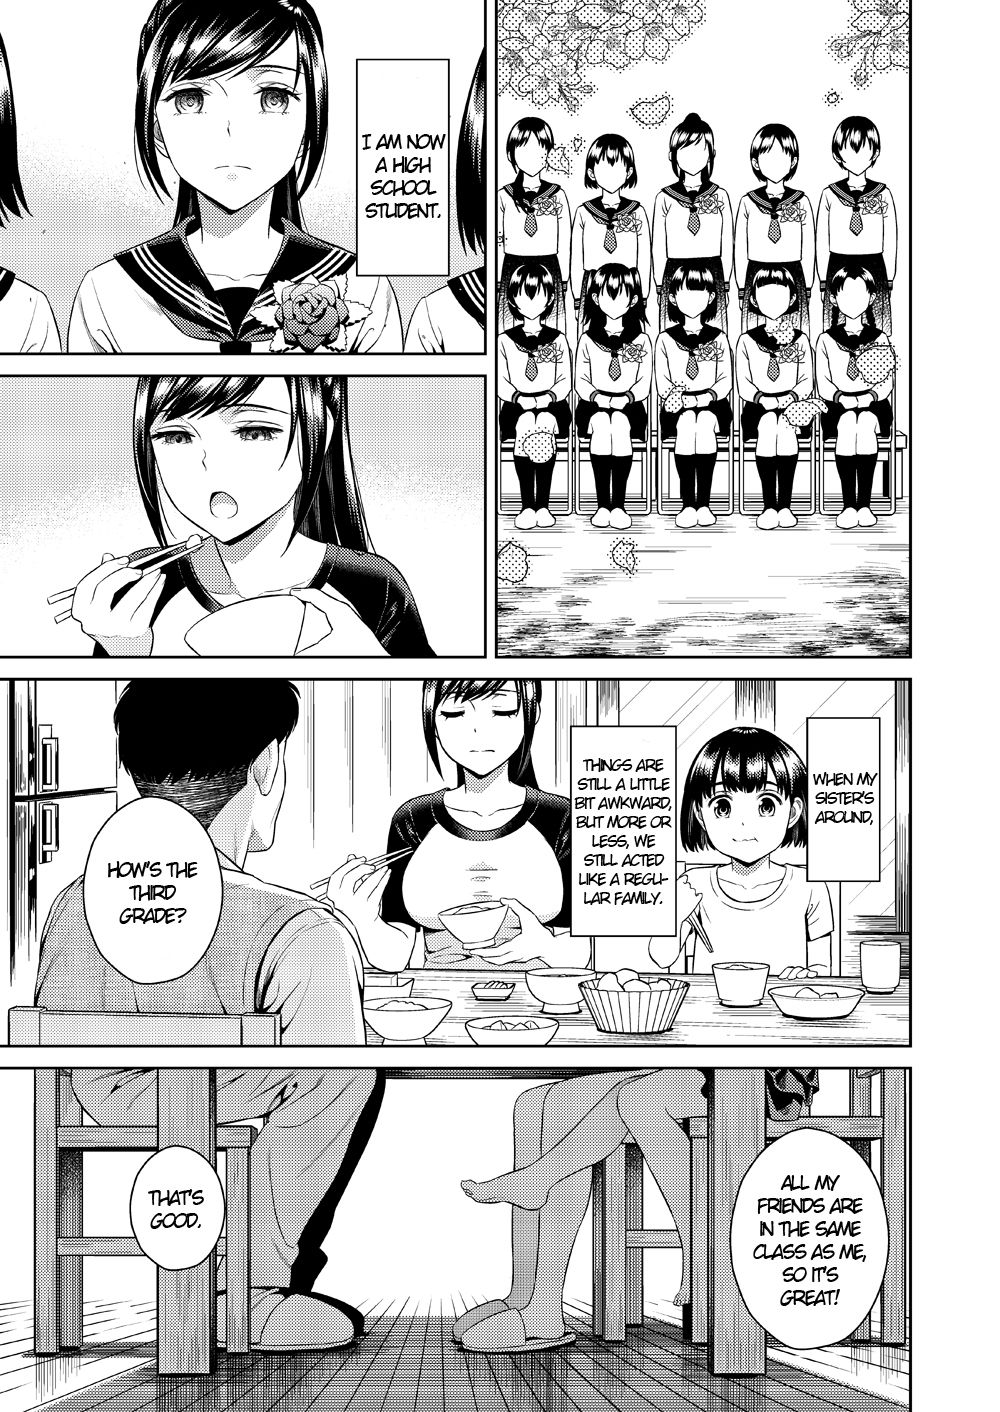 I AM NOW
A HIGH
SCHOOL
STUDENT.
WHEN MY
SISTER'S
AROUND,
THINGS ARE
STILL A LITTLE
BIT AWKWARD,
BUT MORE OR
LESS, WE
STILL ACTED
LIKE A REGU-
LAR FAMILY.
HOW'S THE
THIRD
GRADE?
ALL MY
FRIENDS ARE
IN THE SAME
CLASS AS ME,
SO IT'S
GREAT!
THAT'S
GOOD.